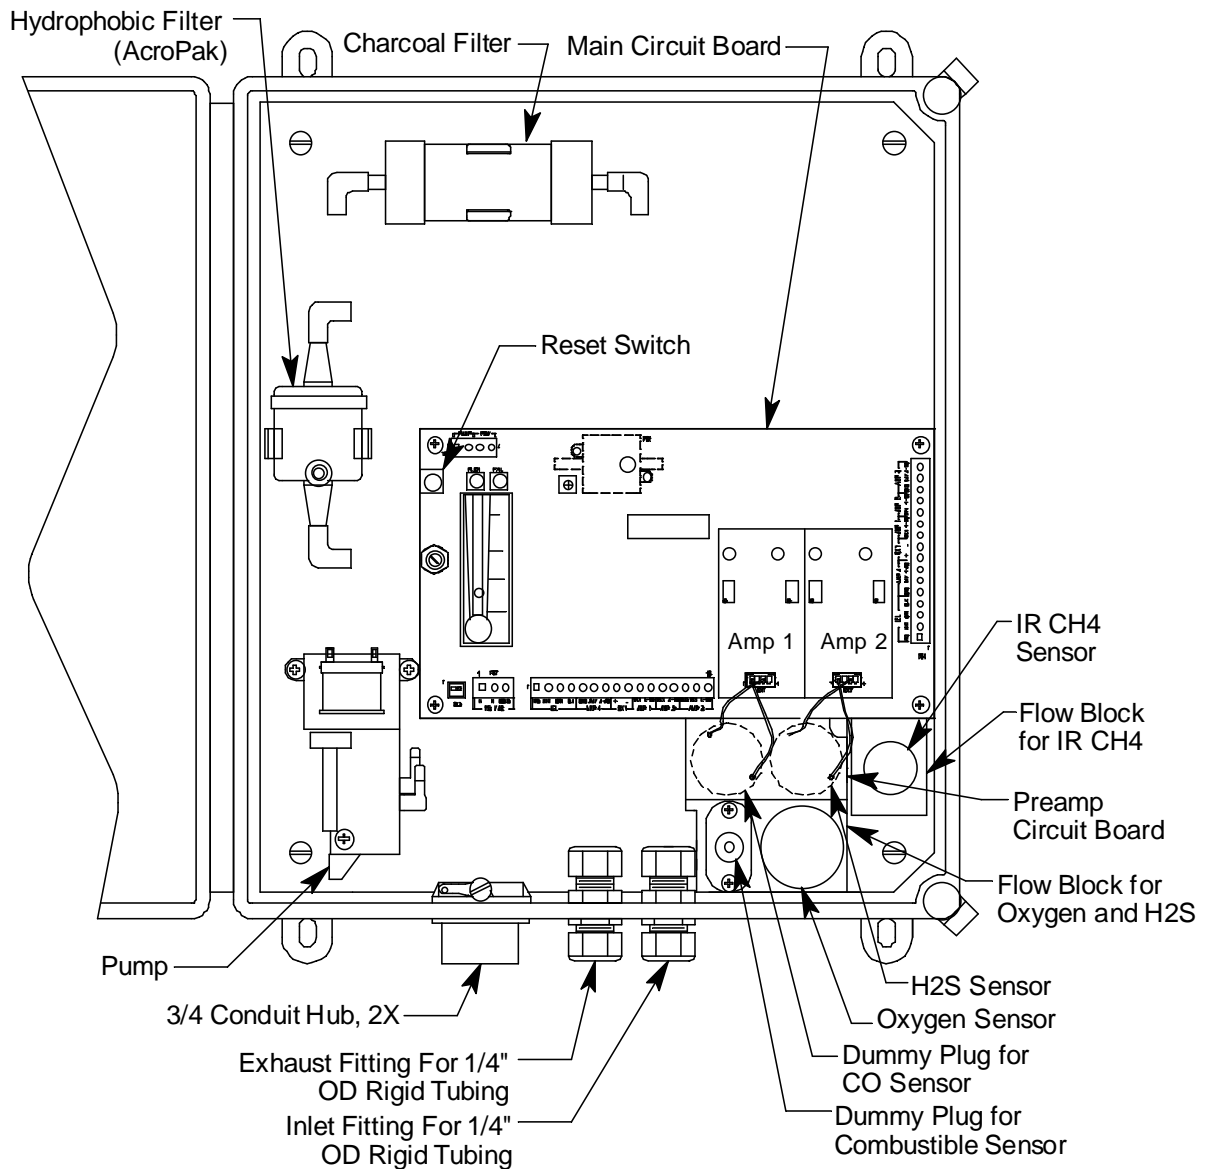 Hydrophobic Filter
(AcroPak)
Charcoal Filter
Main Circuit Board
Reset Switch
Amp 1
Amp 2
IR CH4
Sensor
Flow Block
for IR CH4
Preamp
Circuit Board
Flow Block for
Oxygen and H2S
Pump
H2S Sensor
3/4 Conduit Hub, 2X
Oxygen Sensor
Exhaust Fitting For 1/4"
OD Rigid Tubing
Dummy Plug for
CO Sensor
Inlet Fitting For 1/4"
OD Rigid Tubing
Dummy Plug for
Combustible Sensor